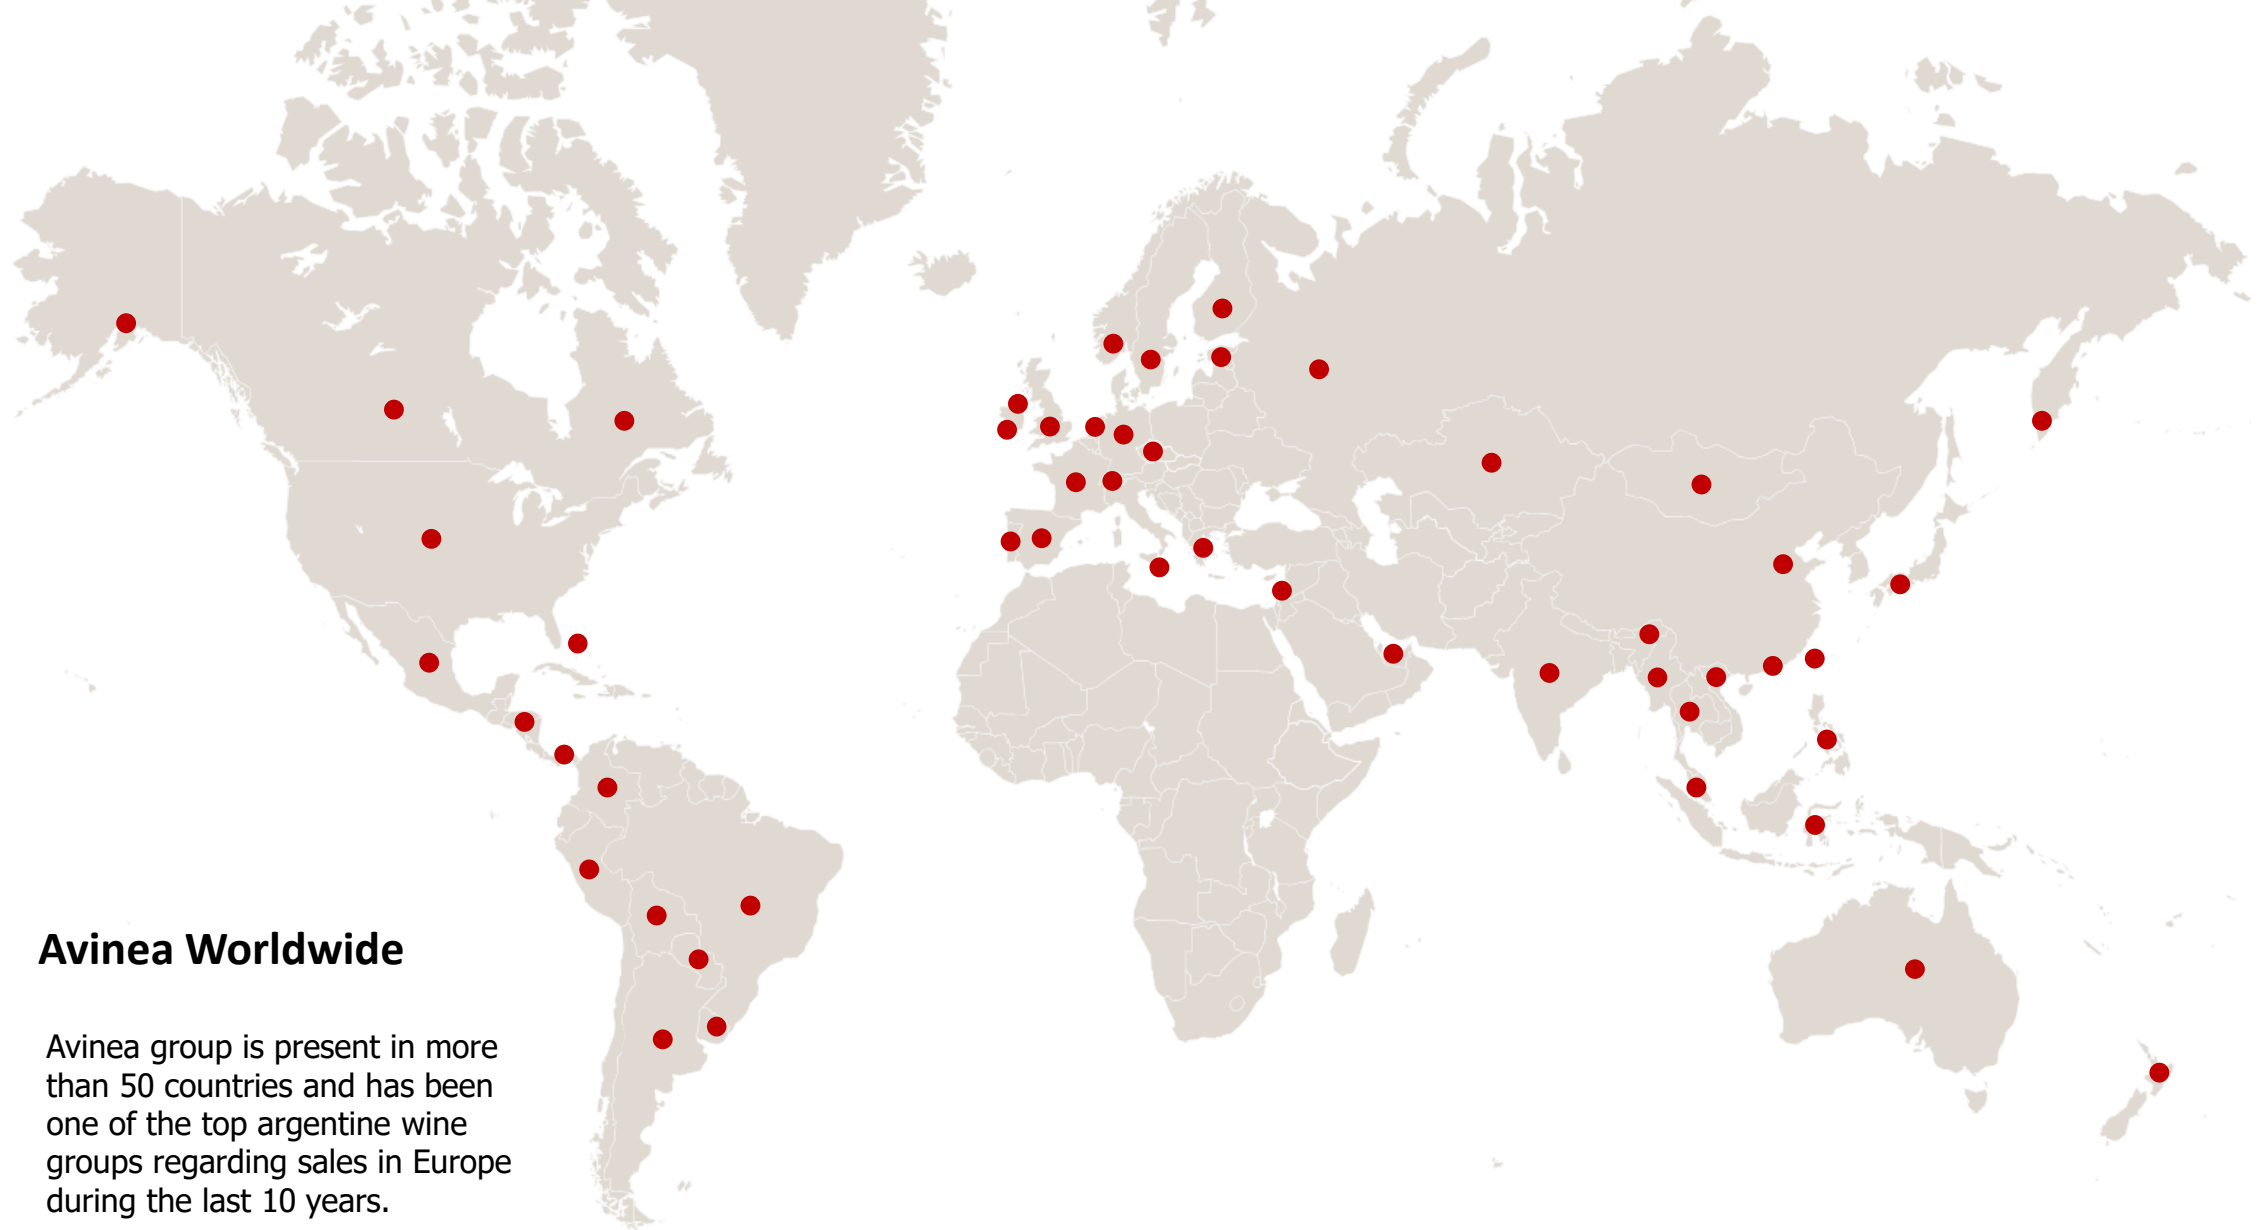 Avinea Worldwide
Avinea group is present in more
than 50 countries and has been
one of the top argentine wine
groups regarding sales in Europe
during the last 10 years.